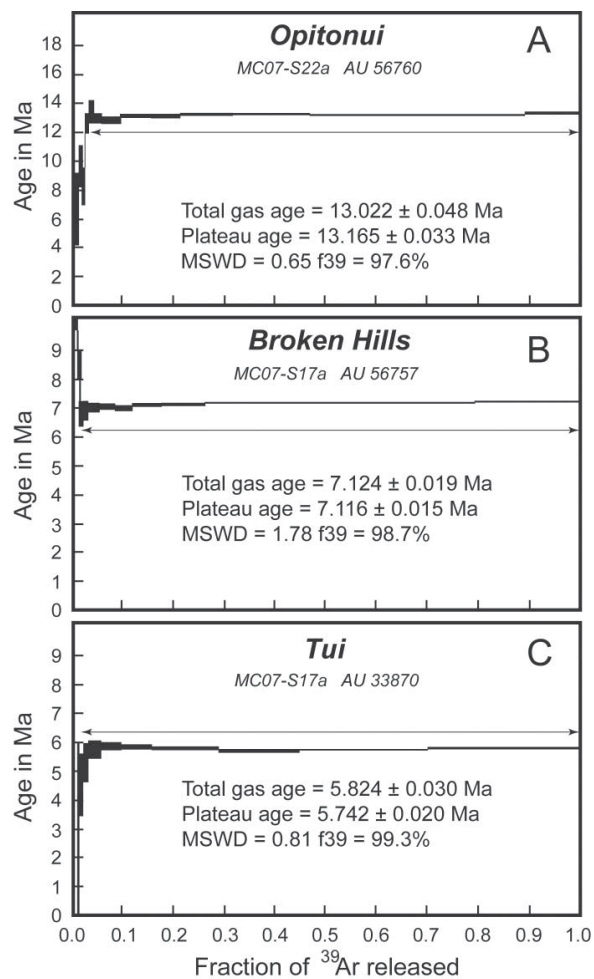 Opitonui
A
MC07-S22a AU 56760
Age in Ma
18
16
14
12
10
8
6
4
2
0
Total gas age = 13.022 ± 0.048 Ma
Plateau age = 13.165 ± 0.033 Ma
MSWD = 0.65 f39 = 97.6%
Broken Hills
B
MC07-S17a AU 56757
Age in Ma
9
8
7
6
5
4
3
2
1
0
Total gas age = 7.124 ± 0.019 Ma
Plateau age = 7.116 ± 0.015 Ma
MSWD = 1.78 f39 = 98.7%
Tui
C
MC07-S17a AU 33870
Age in Ma
9
8
7
6
5
4
3
2
1
0
Total gas age = 5.824 ± 0.030 Ma
Plateau age = 5.742 ± 0.020 Ma
MSWD = 0.81 f39 = 99.3%
0.0 0.1 0.2 0.3 0.4 0.5 0.6 0.7 0.8 0.9 1.0
Fraction of ³⁹Ar released